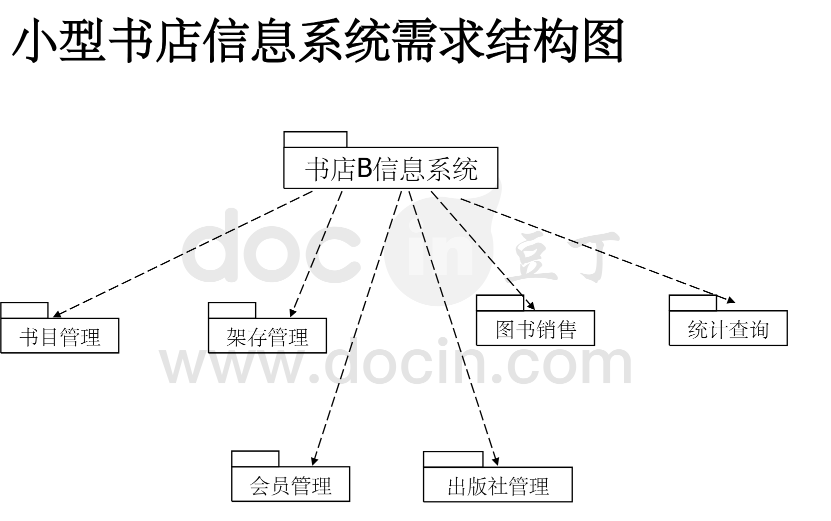 小型书店信息系统需求结构图
书店B信息系统
doc in 豆丁
书目管理
架存管理
图书销售
统计查询
www.docin.com
会员管理
出版社管理